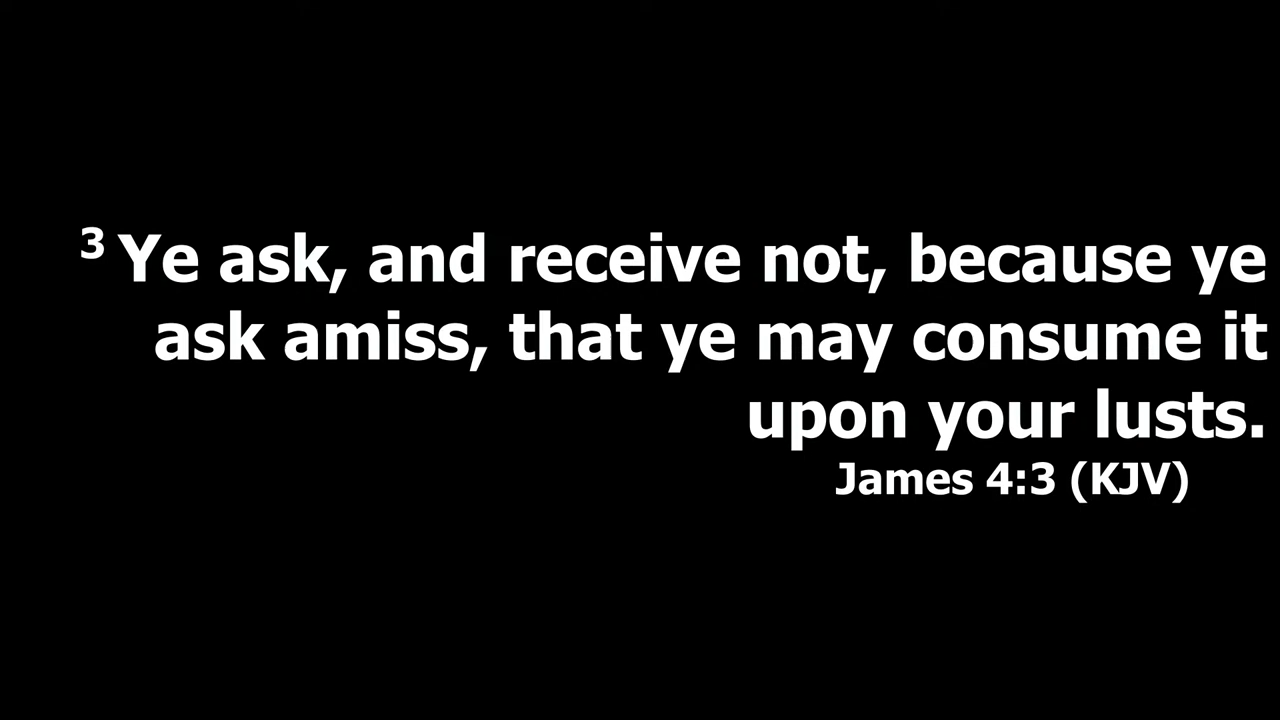 3 Ye ask, and receive not, because ye
ask amiss, that ye may consume it
upon your lusts.
James 4:3 (KJV)